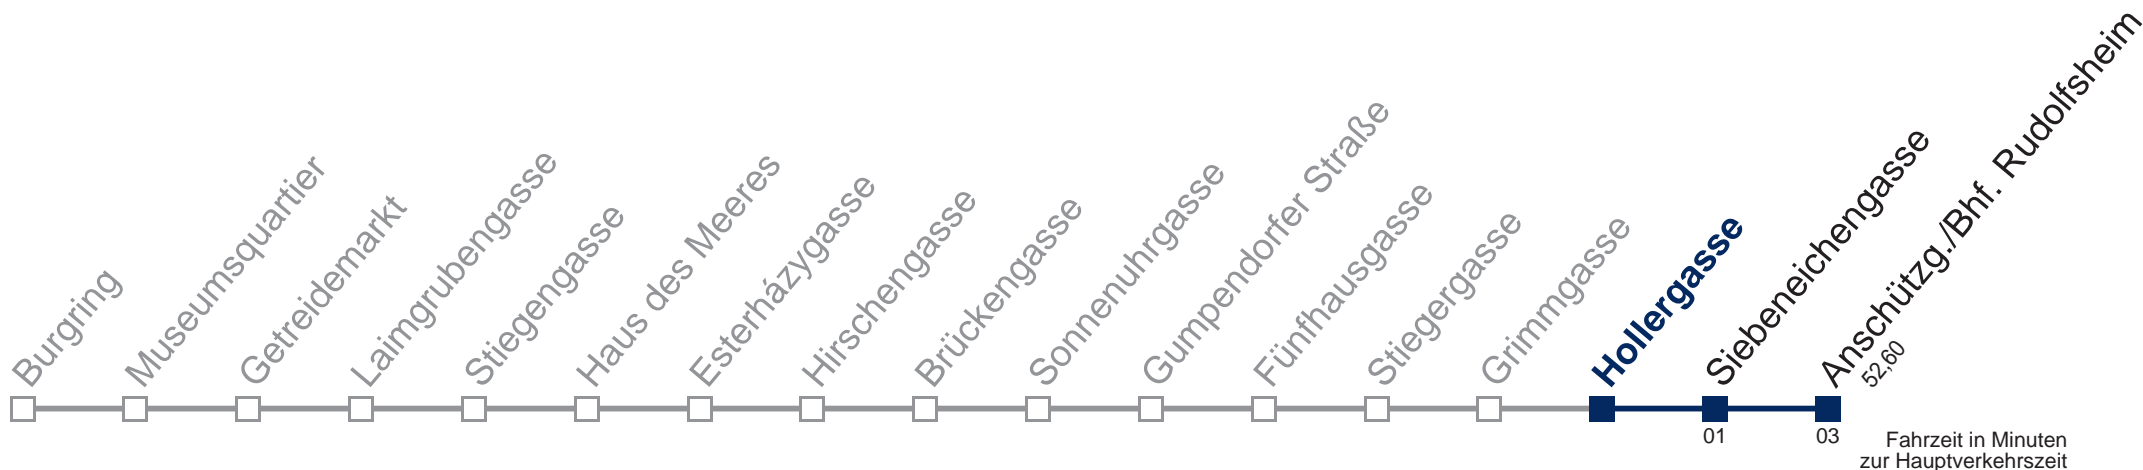 Burgring
Museumsquartier
Getreidemarkt
Laimgrubengasse
Stiegengasse
Haus des Meeres
Esterházygasse
Hirschengasse
Brückengasse
Sonnenuhrgasse
Gumpendorfer Straße
Fünfhausgasse
Stiegergasse
Grimmgasse
Hollergasse
Siebeneichengasse
Anschützg./Bhf. Rudolfsheim
52,60
01
03
Fahrzeit in Minuten
zur Hauptverkehrszeit